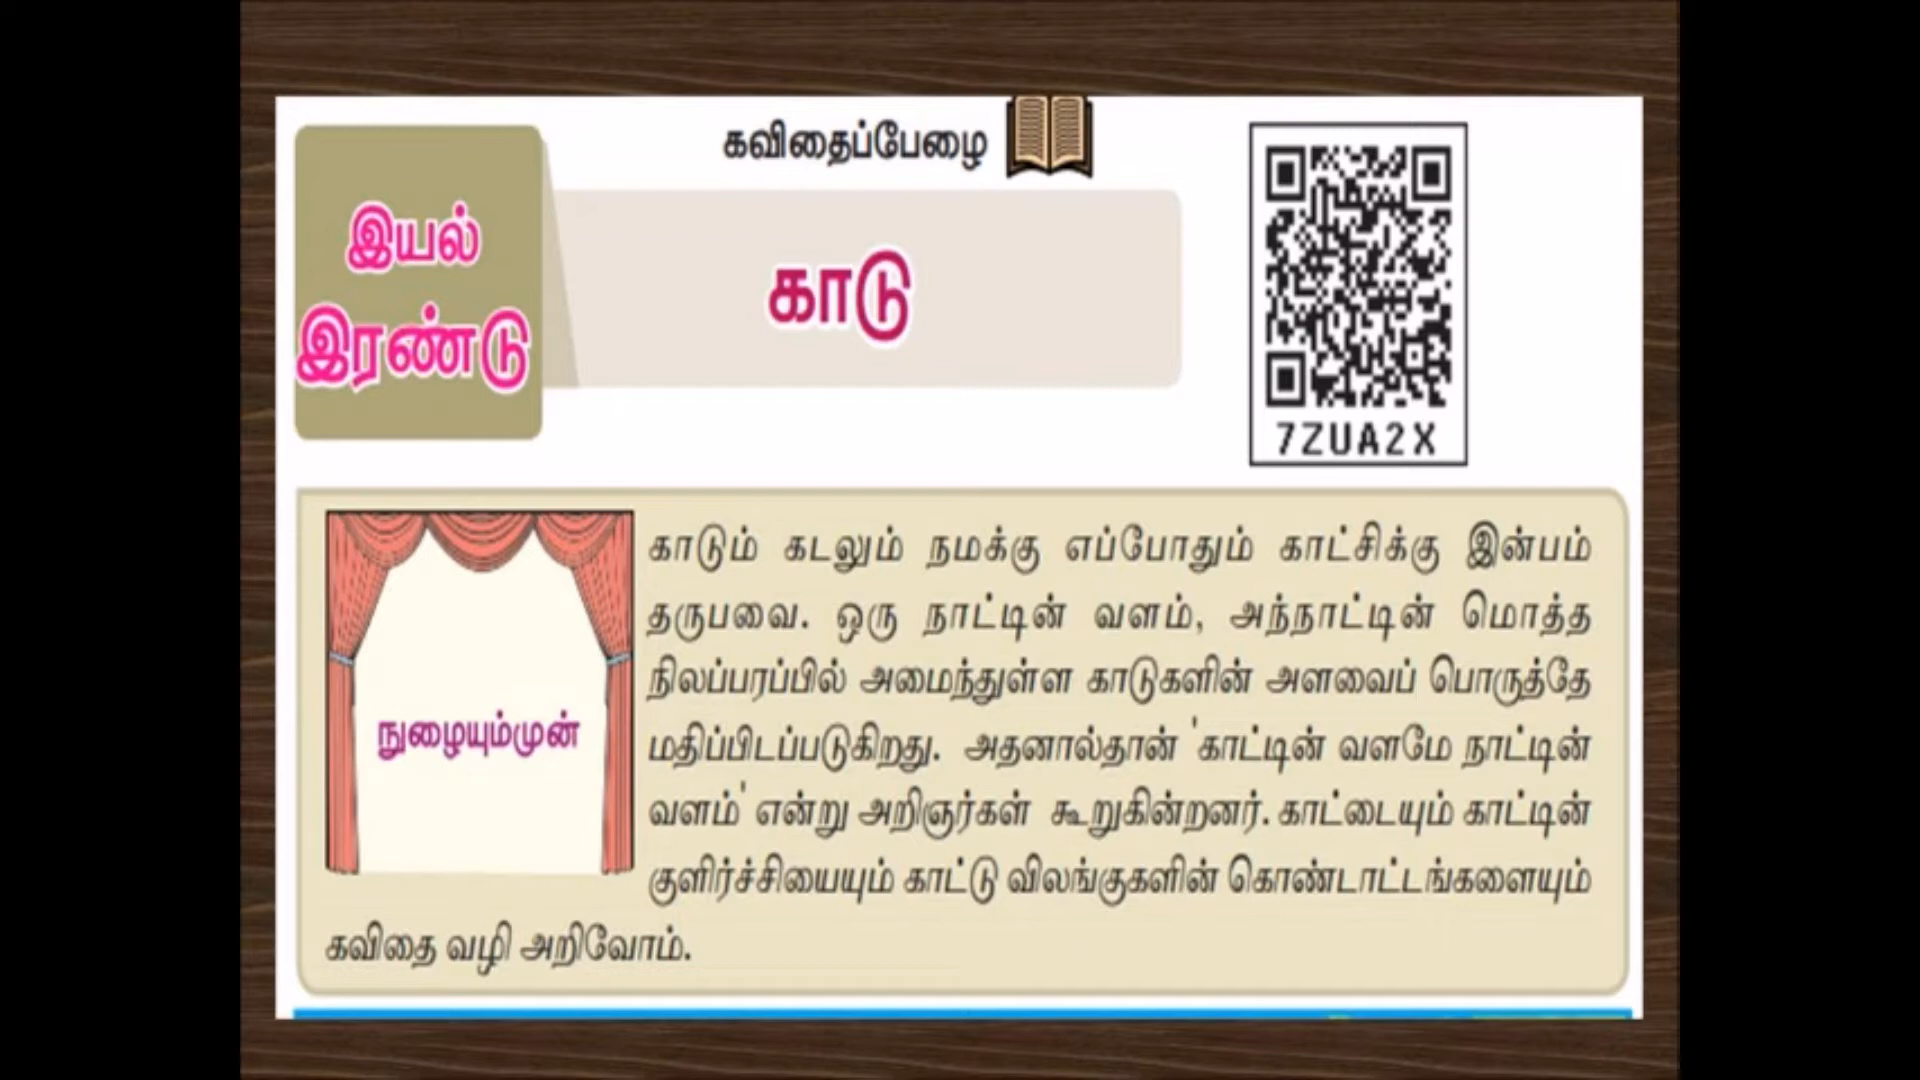 கவிதைப்பேழை
இயல்
இரண்டு
காடு
7ZUA2X
நுழையும்முன்
காடும் கடலும் நமக்கு எப்போதும் காட்சிக்கு இன்பம்
தருபவை. ஒரு நாட்டின் வளம், அந்நாட்டின் மொத்த
நிலப்பரப்பில் அமைந்துள்ள காடுகளின் அளவைப் பொருத்தே
மதிப்பிடப்படுகிறது. அதனால்தான் 'காட்டின் வளமே நாட்டின்
வளம்' என்று அறிஞர்கள் கூறுகின்றனர். காட்டையும் காட்டின்
குளிர்ச்சியையும் காட்டு விலங்குகளின் கொண்டாட்டங்களையும்
கவிதை வழி அறிவோம்.